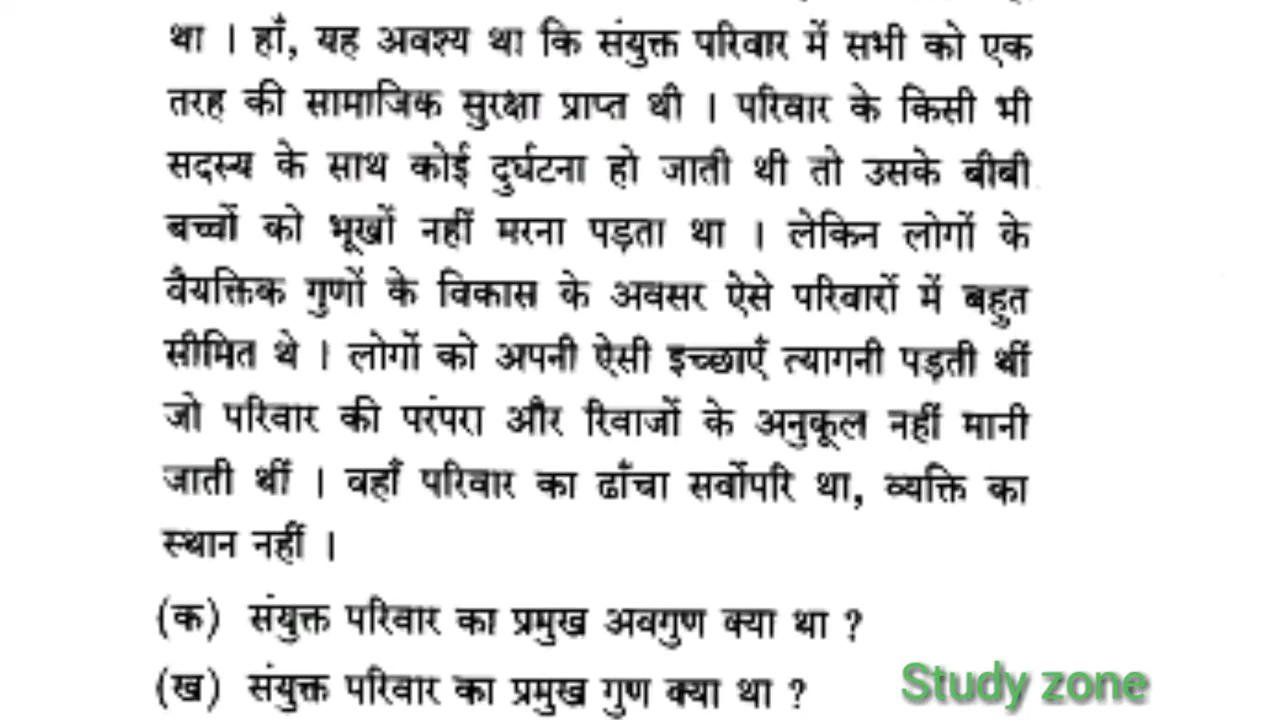 था । हाँ, यह अवश्य था कि संयुक्त परिवार में सभी को एक
तरह की सामाजिक सुरक्षा प्राप्त थी । परिवार के किसी भी
सदस्य के साथ कोई दुर्घटना हो जाती थी तो उसके बीबी
बच्चों को भूखों नहीं मरना पड़ता था । लेकिन लोगों के
वैयक्तिक गुणों के विकास के अवसर ऐसे परिवारों में बहुत
सीमित थे । लोगों को अपनी ऐसी इच्छाएँ त्यागनी पड़ती थीं
जो परिवार की परंपरा और रिवाजों के अनुकूल नहीं मानी
जाती थीं । वहाँ परिवार का ढाँचा सर्वोपरि था, व्यक्ति का
स्थान नहीं ।
(क) संयुक्त परिवार का प्रमुख अवगुण क्या था ?
(ख) संयुक्त परिवार का प्रमुख गुण क्या था ?
Study zone